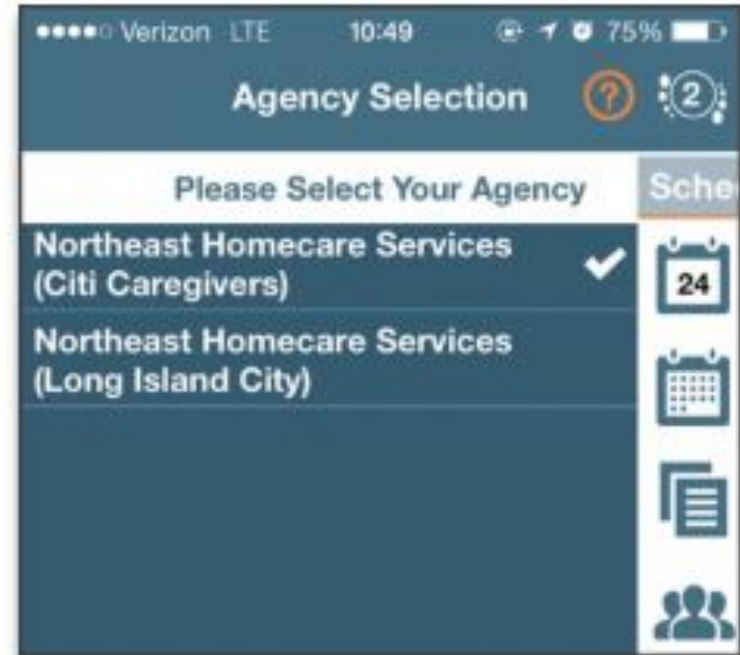 Verizon LTE 10:49 75%
Agency Selection ? 2
Please Select Your Agency Sche
Northeast Homecare Services
(Citi Caregivers)
24
Northeast Homecare Services
(Long Island City)